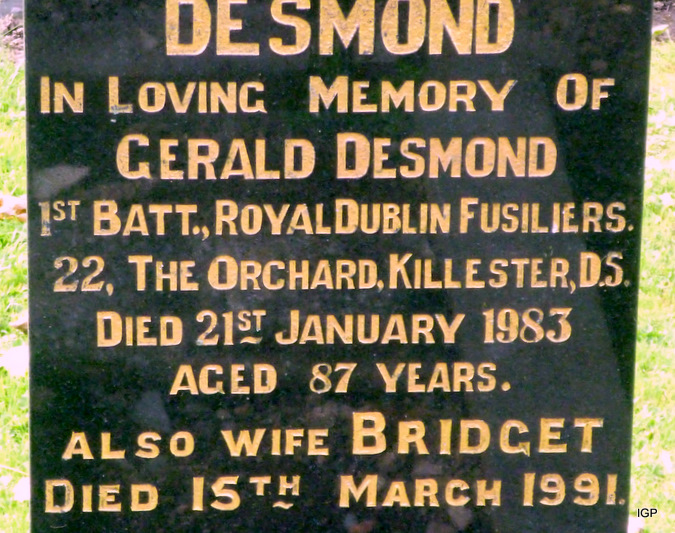 DESMOND
IN LOVING MEMORY OF
GERALD DESMOND
1ST BATT., ROYAL DUBLIN FUSILIERS.
22, THE ORCHARD, KILLESTER, D.5.
DIED 21ST JANUARY 1983
AGED 87 YEARS.
ALSO WIFE BRIDGET
DIED 15TH MARCH 1991.
IGP